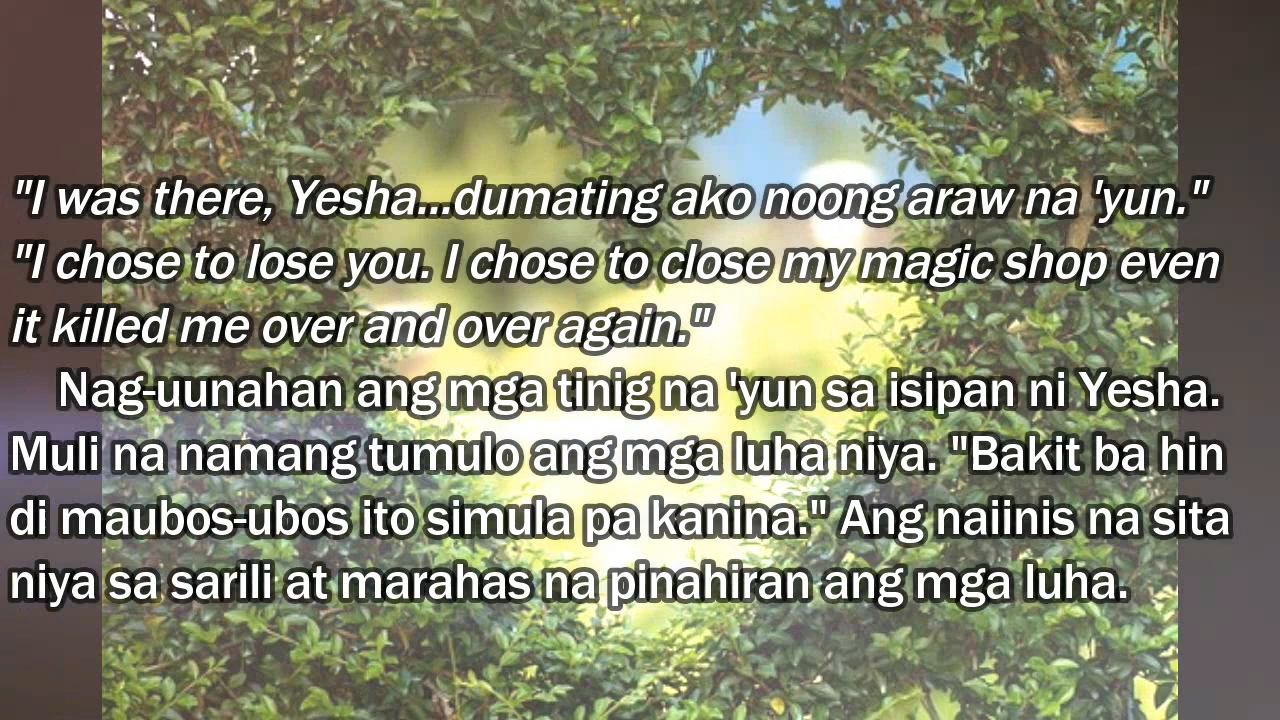 "I was there, Yesha...dumating ako noong araw na 'yun."
"I chose to lose you. I chose to close my magic shop even
it killed me over and over again."
Nag-uunahan ang mga tinig na 'yun sa isipan ni Yesha.
Muli na namang tumulo ang mga luha niya. "Bakit ba hin
di maubos-ubos ito simula pa kanina." Ang naiinis na sita
niya sa sarili at marahas na pinahiran ang mga luha.